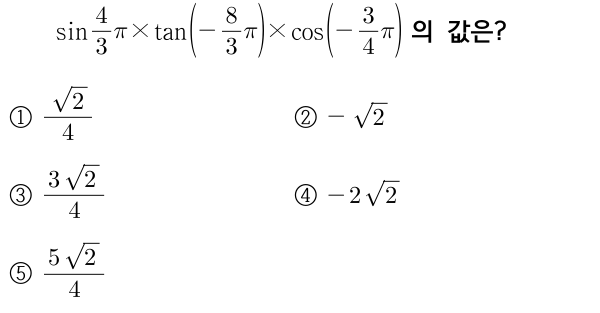 sin 4/3 π × tan(− 8/3 π) × cos(− 3/4 π) 의 값은?
① √2/4 ② − √2
③ 3√2/4 ④ −2√2
⑤ 5√2/4